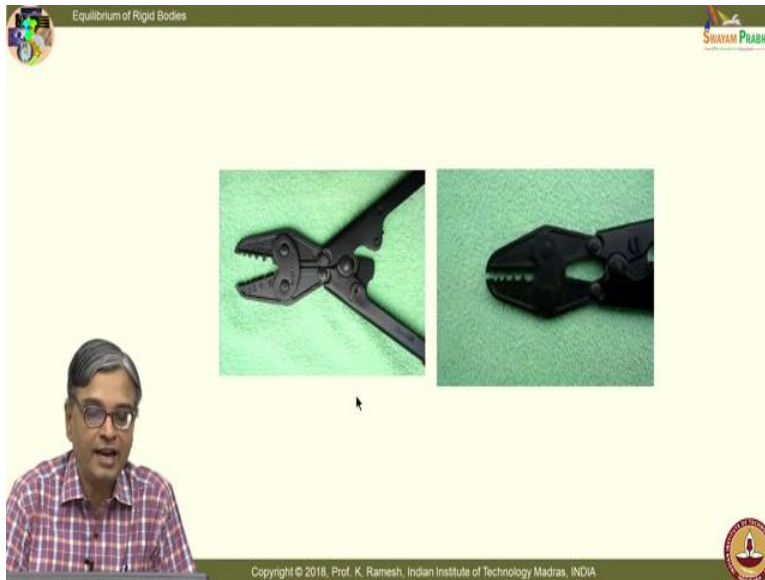 Equilibrium of Rigid Bodies
SWAYAM PRABH
Copyright © 2018, Prof. K. Ramesh, Indian Institute of Technology Madras, INDIA